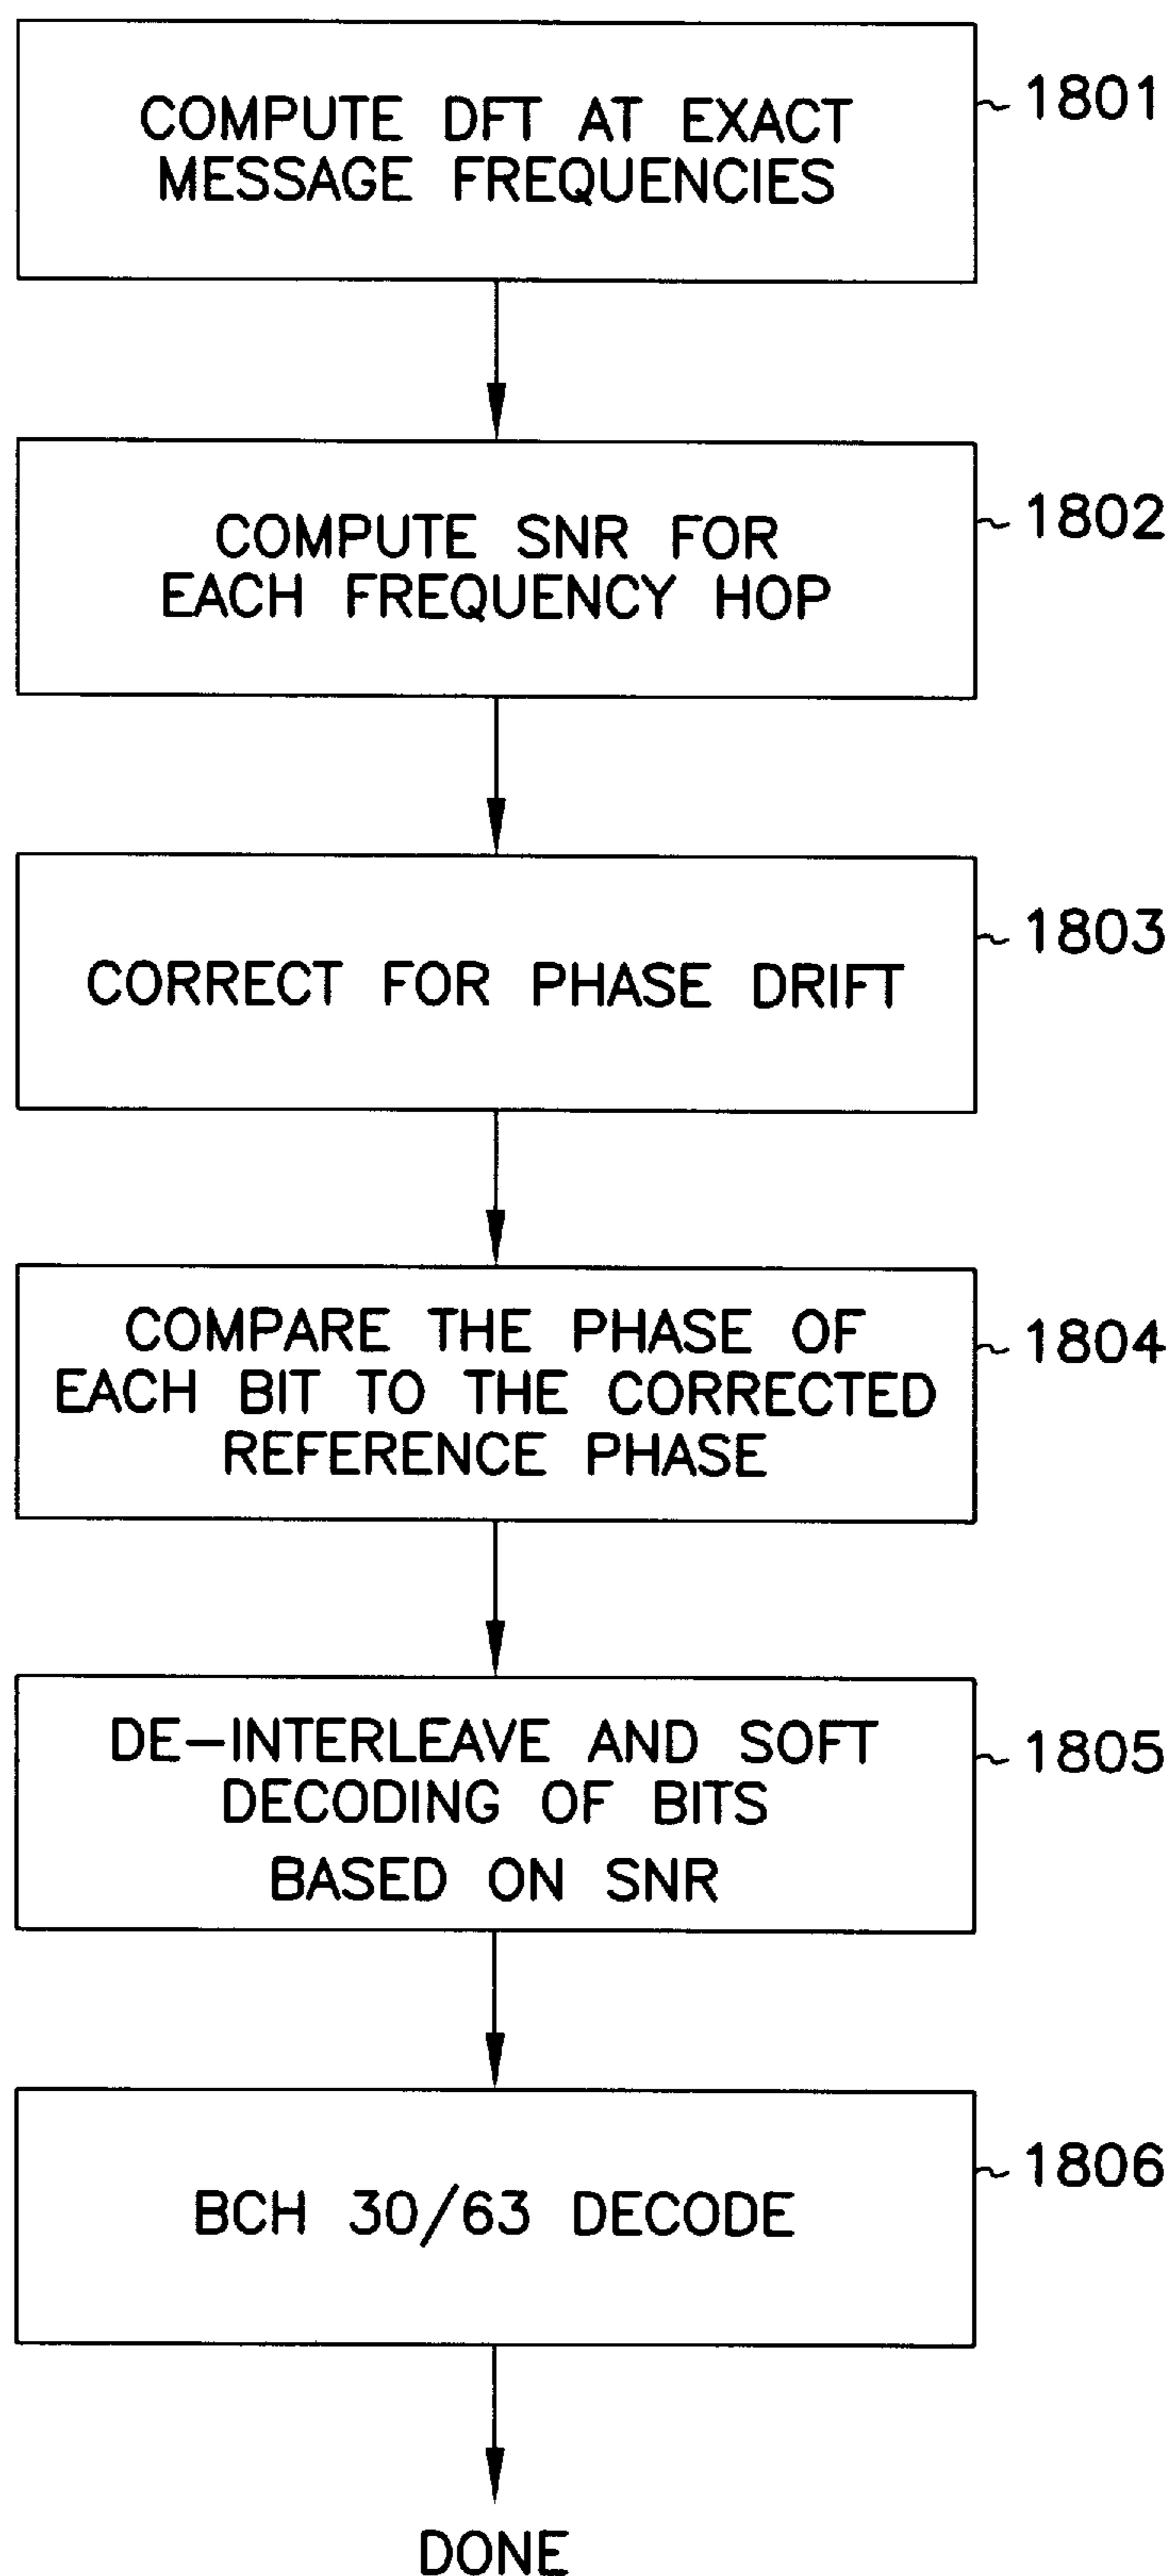 COMPUTE DFT AT EXACT
MESSAGE FREQUENCIES
1801
COMPUTE SNR FOR
EACH FREQUENCY HOP
1802
CORRECT FOR PHASE DRIFT
1803
COMPARE THE PHASE OF
EACH BIT TO THE CORRECTED
REFERENCE PHASE
1804
DE-INTERLEAVE AND SOFT
DECODING OF BITS
BASED ON SNR
1805
BCH 30/63 DECODE
1806
DONE